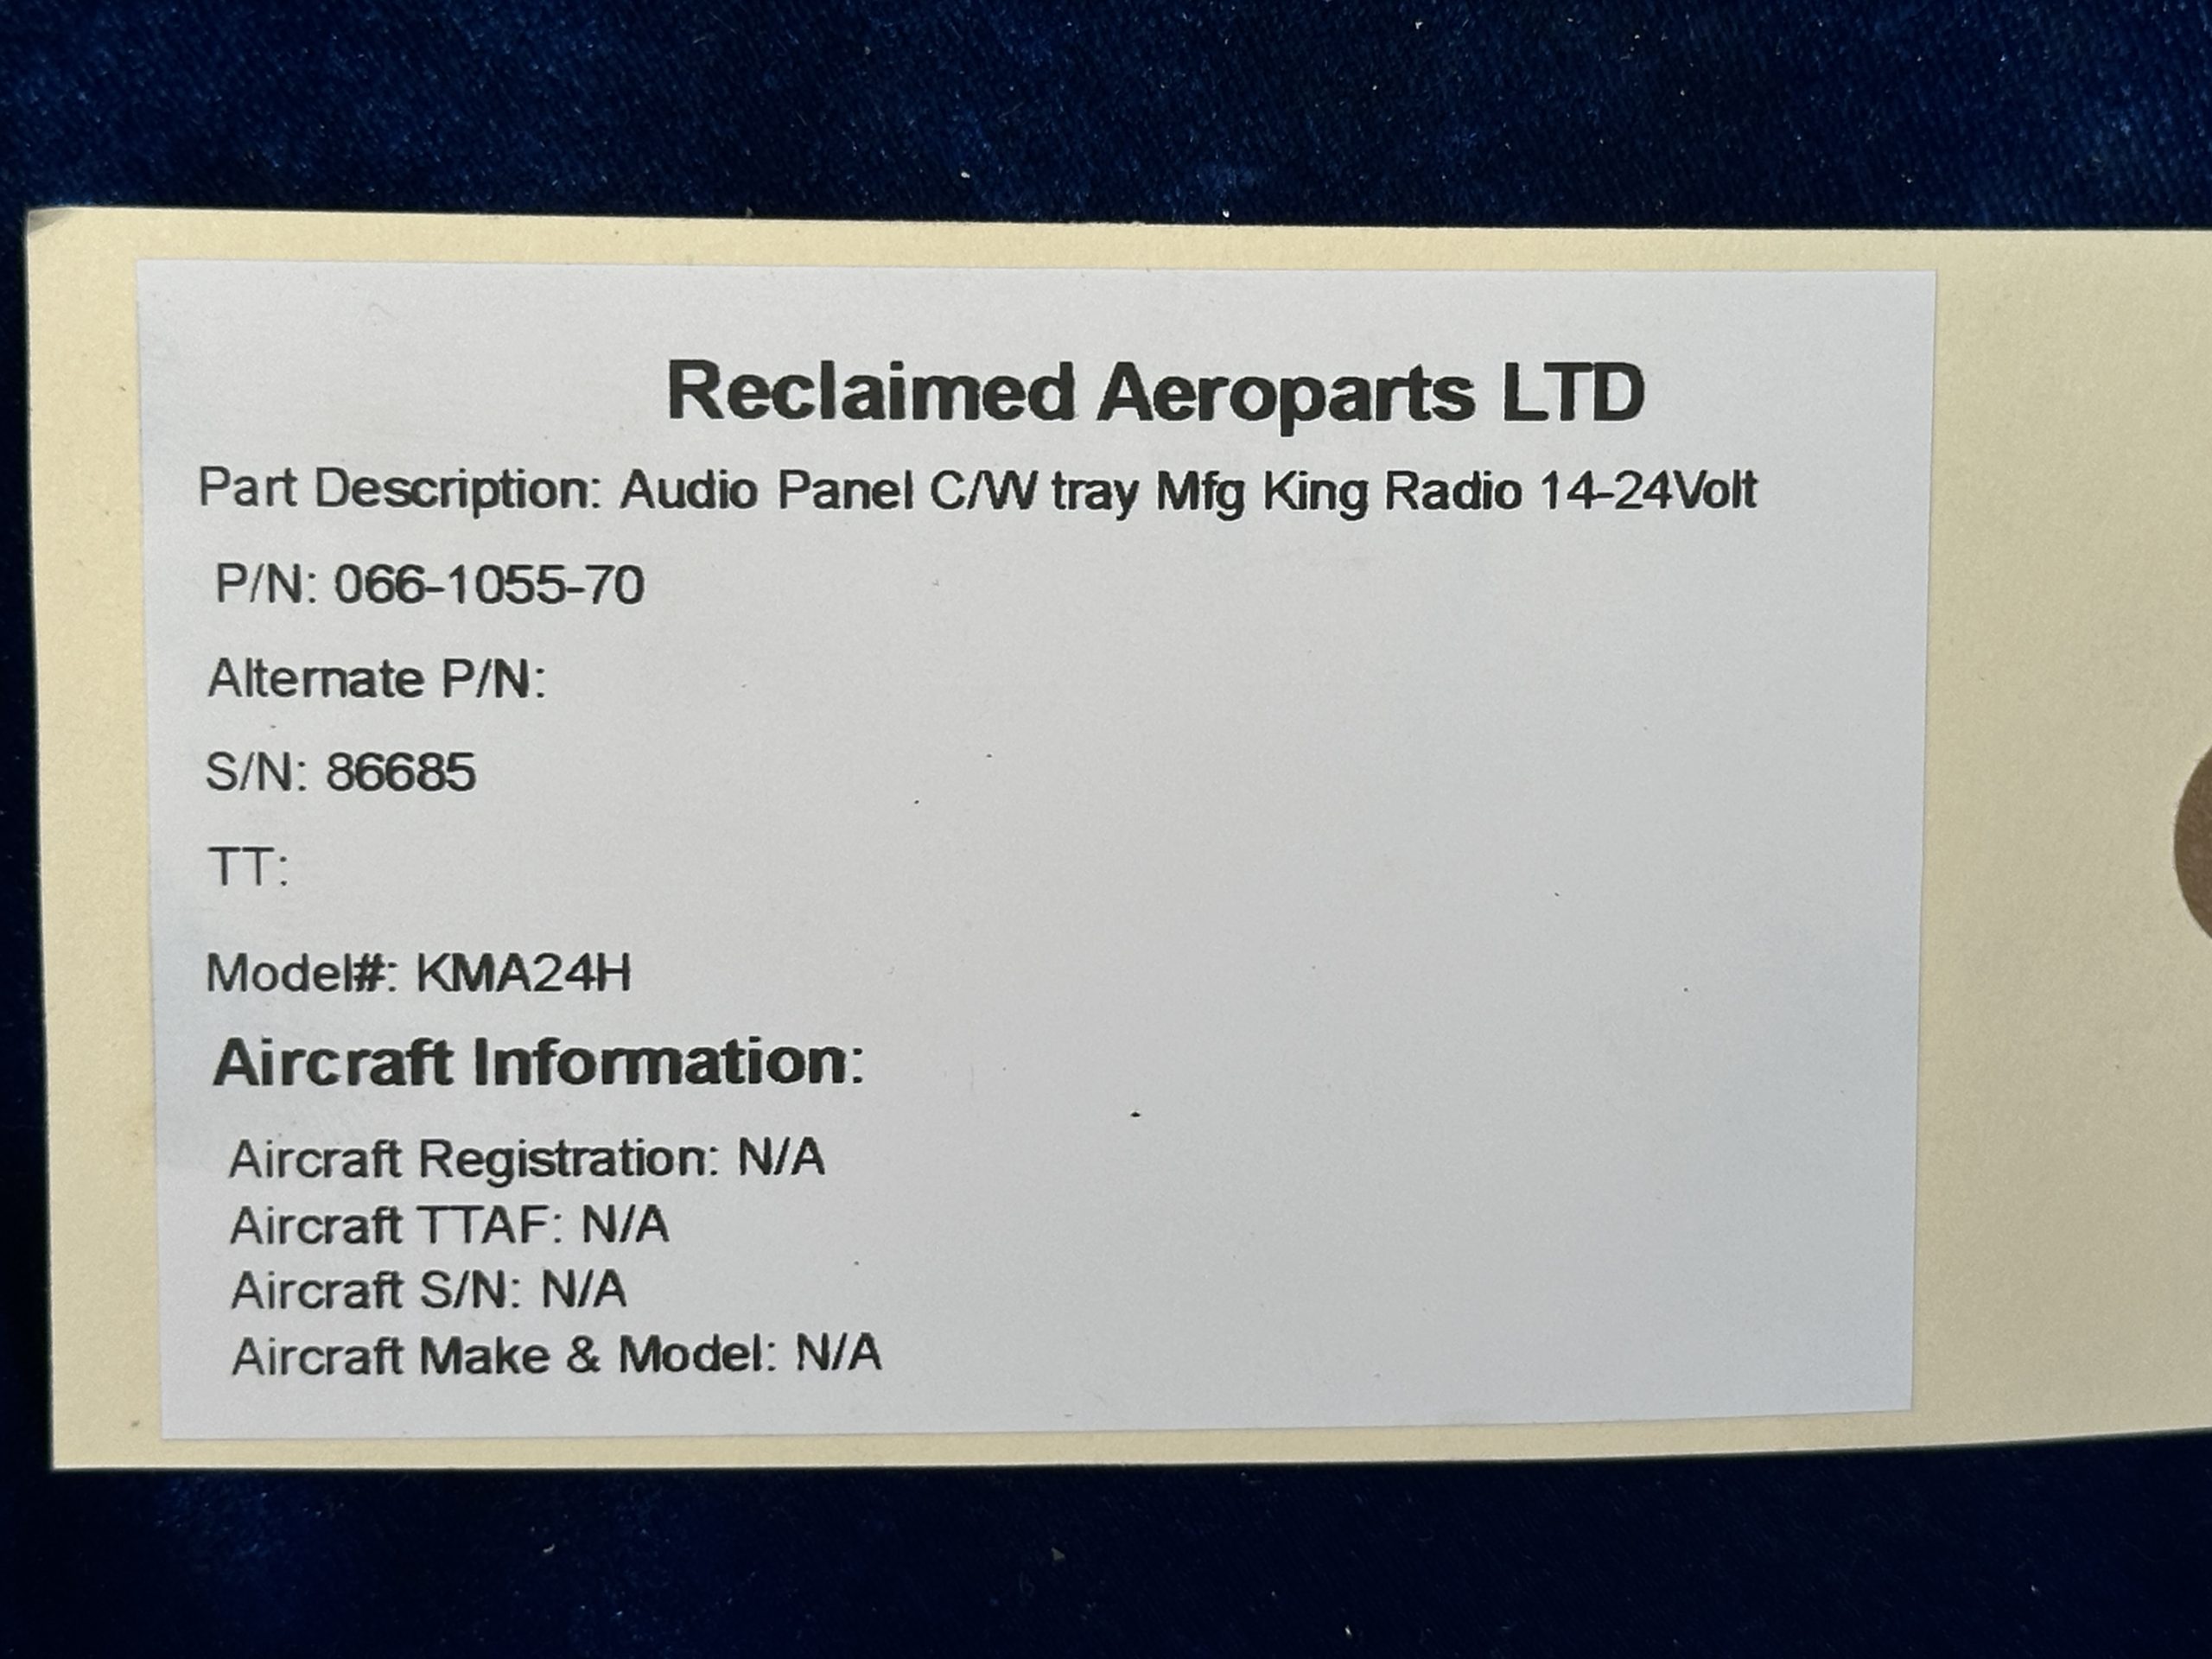 Reclaimed Aeroparts LTD
Part Description: Audio Panel C/W tray Mfg King Radio 14-24Volt
P/N: 066-1055-70
Alternate P/N:
S/N: 86685
TT:
Model#: KMA24H
Aircraft Information:
Aircraft Registration: N/A
Aircraft TTAF: N/A
Aircraft S/N: N/A
Aircraft Make & Model: N/A